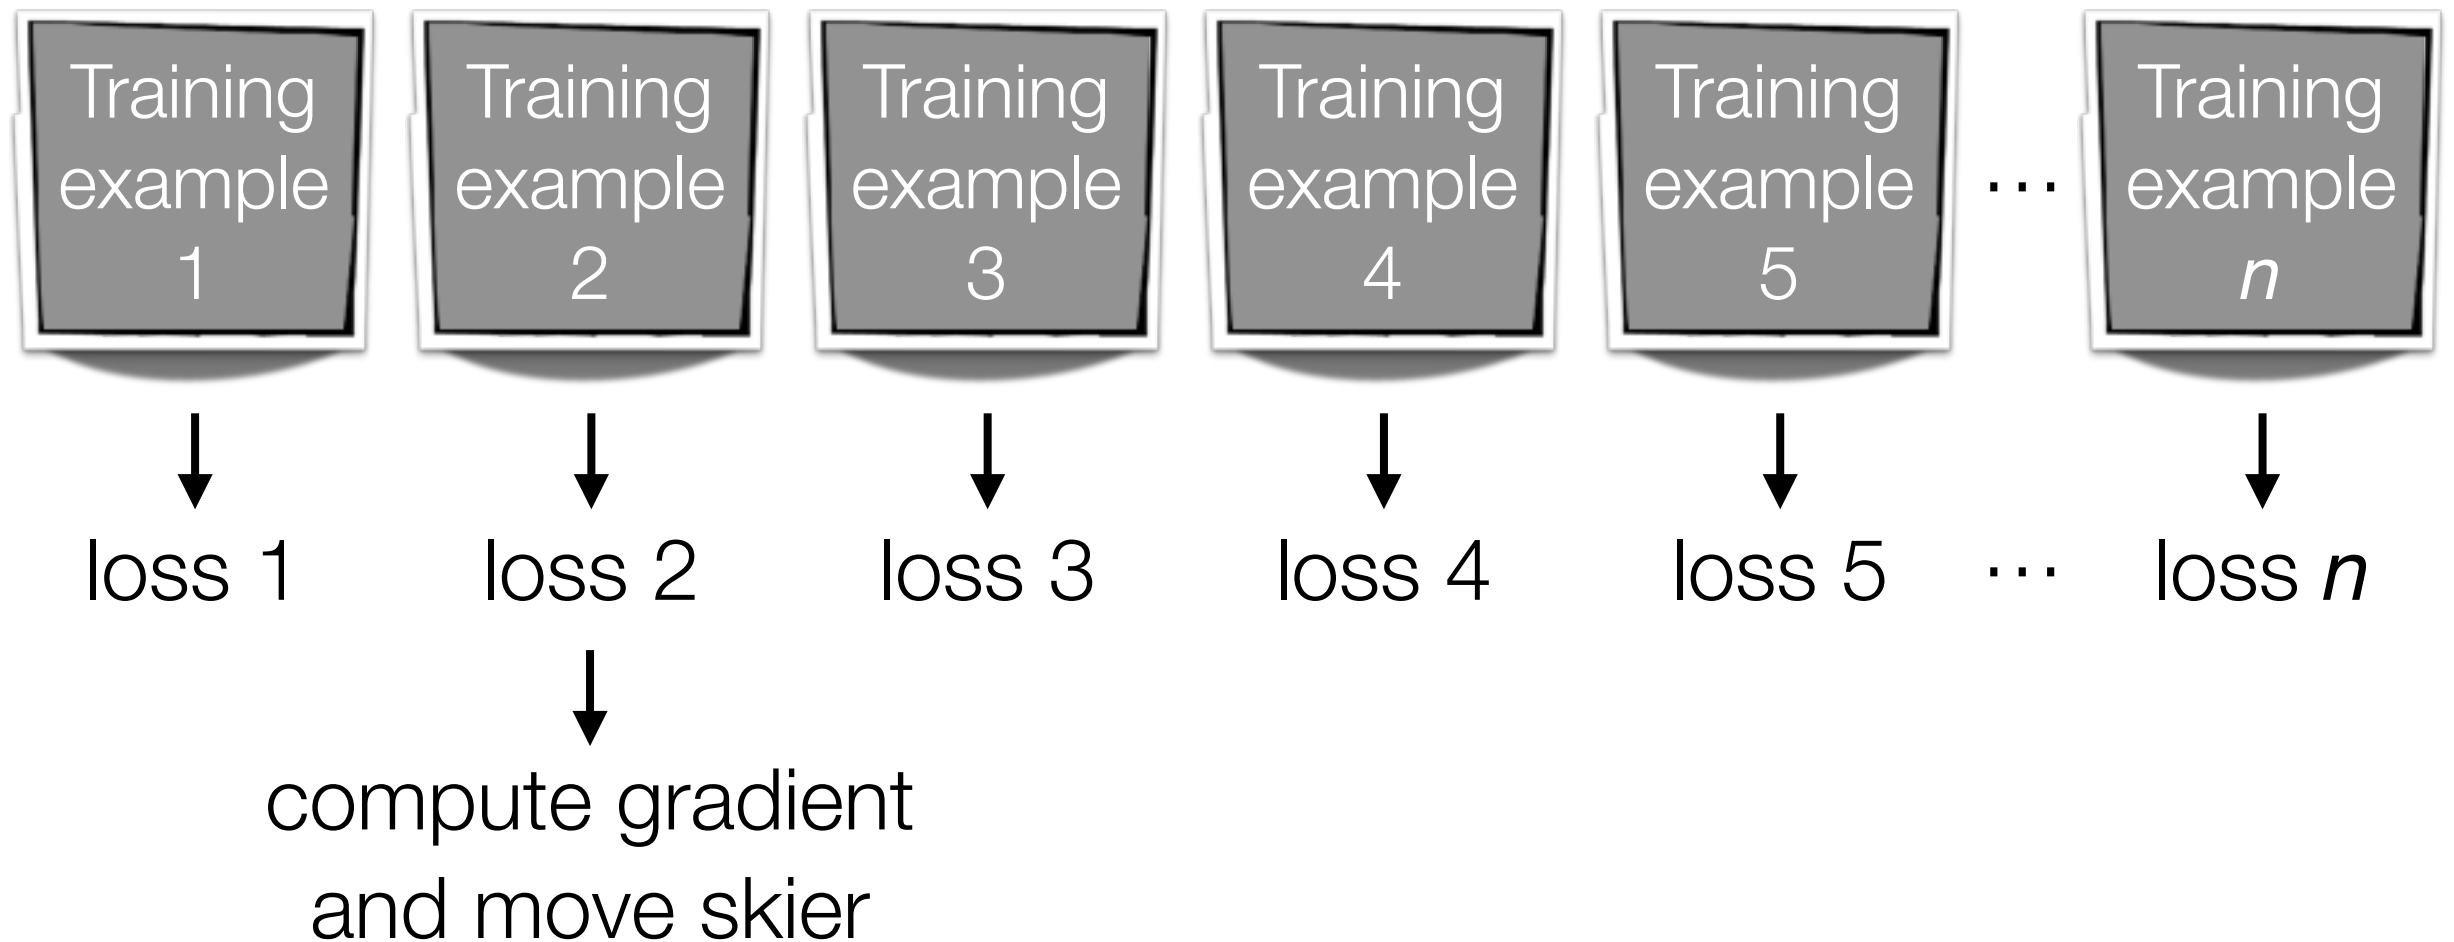 Training
example
1
Training
example
2
Training
example
3
Training
example
4
Training
example
5
...
Training
example
n
loss 1
loss 2
loss 3
loss 4
loss 5
...
loss n
compute gradient
and move skier